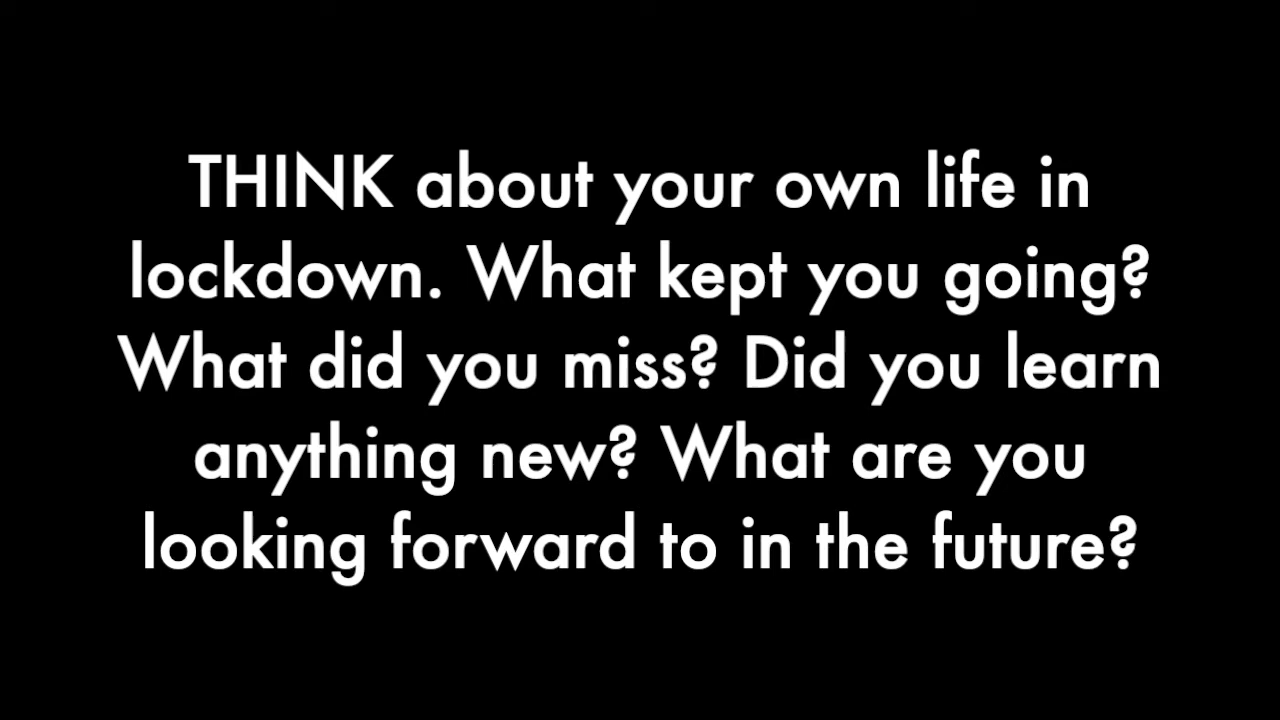 THINK about your own life in
lockdown. What kept you going?
What did you miss? Did you learn
anything new? What are you
looking forward to in the future?